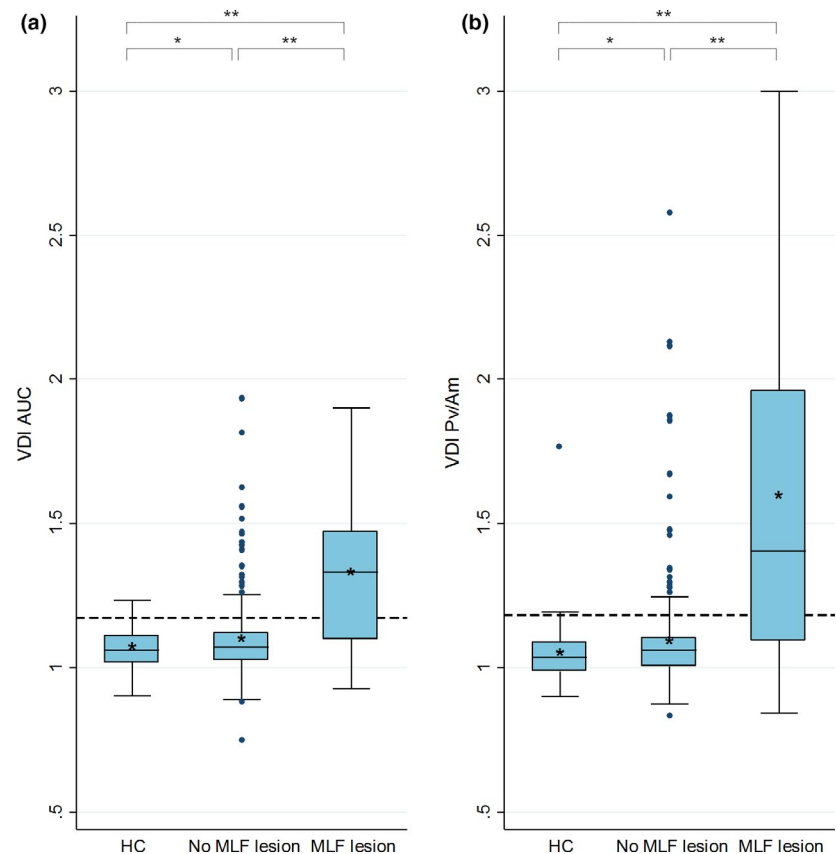 (a)
**
*
**
3
2.5
2
1.5
1
.5
VDI AUC
*
*
*
HC
No MLF lesion
MLF lesion
(b)
**
*
**
3
2.5
2
1.5
1
.5
VDI Pv/Am
*
*
*
HC
No MLF lesion
MLF lesion